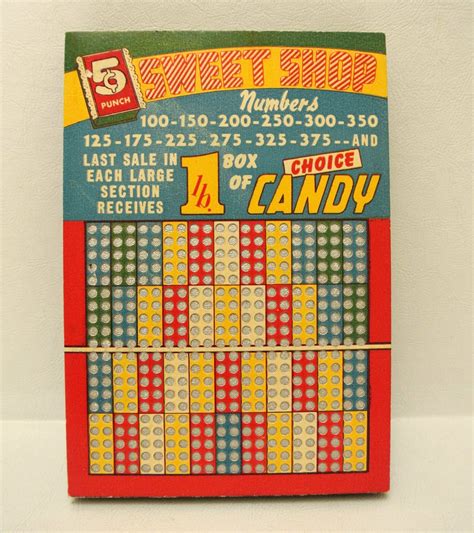 5¢
PUNCH
SWEET SHOP
Numbers
100-150-200-250-300-350
125-175-225-275-325-375--AND
LAST SALE IN
EACH LARGE
SECTION
RECEIVES
1 lb.
BOX
OF
CHOICE
CANDY